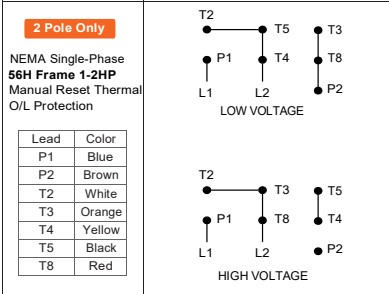 2 Pole Only
NEMA Single-Phase
56H Frame 1-2HP
Manual Reset Thermal
O/L Protection
Lead Color
P1 Blue
P2 Brown
T2 White
T3 Orange
T4 Yellow
T5 Black
T8 Red
T2
T5 T3
P1 T4 T8
L1 L2 P2
LOW VOLTAGE
T2
T3 T5
P1 T8 T4
L1 L2 P2
HIGH VOLTAGE